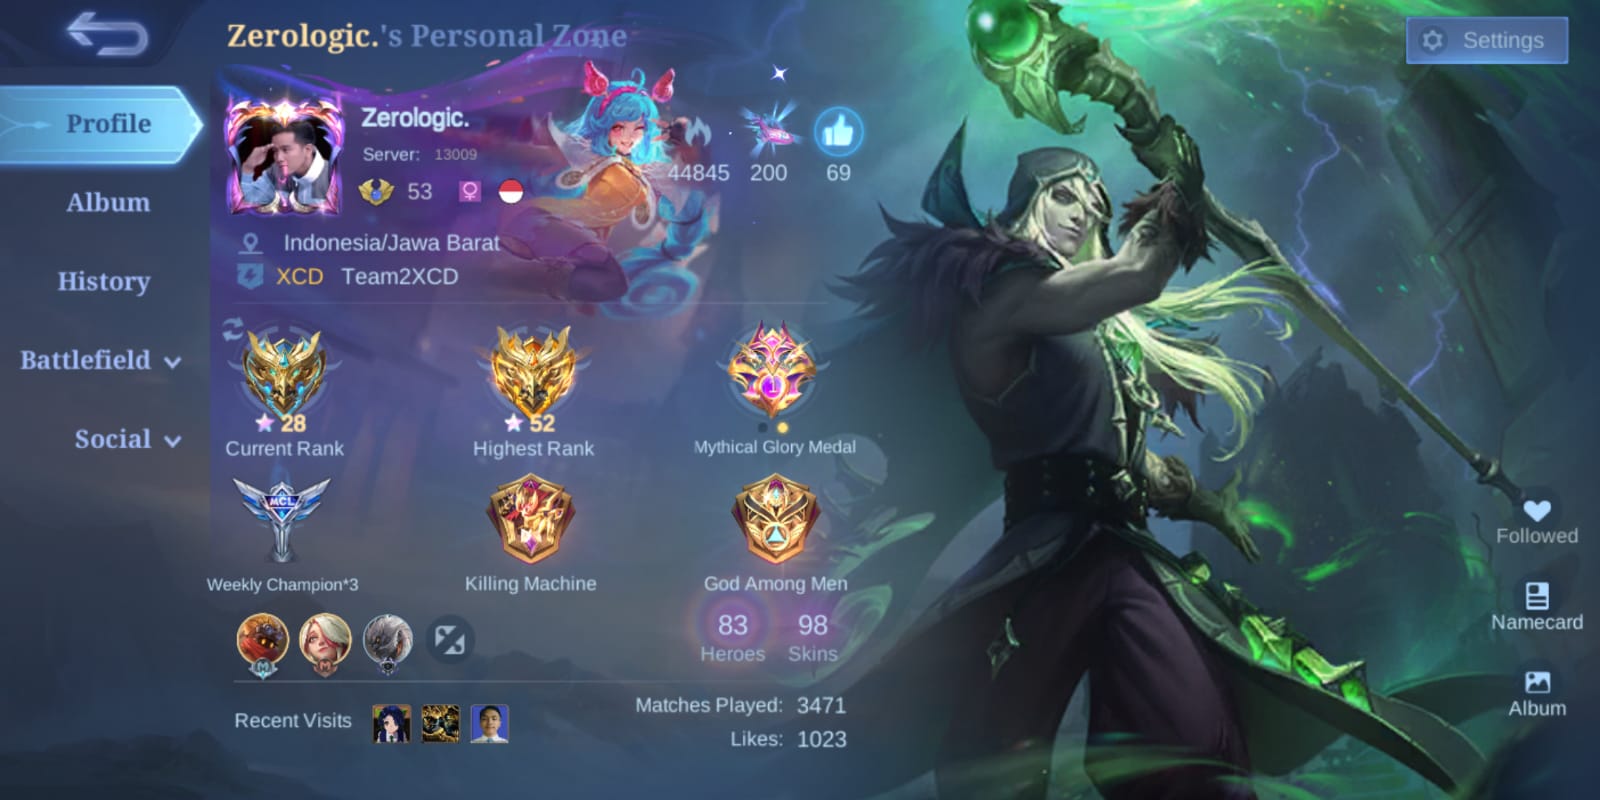 Zerologic.'s Personal Zone
Settings
Profile
Album
History
Battlefield
Social
Zerologic.
Server: 13009
53
44845
200
69
Indonesia/Jawa Barat
XCD Team2XCD
28
Current Rank
52
Highest Rank
1
Mythical Glory Medal
MCL
Weekly Champion*3
Killing Machine
God Among Men
83
Heroes
98
Skins
Recent Visits
Matches Played: 3471
Likes: 1023
Followed
Namecard
Album